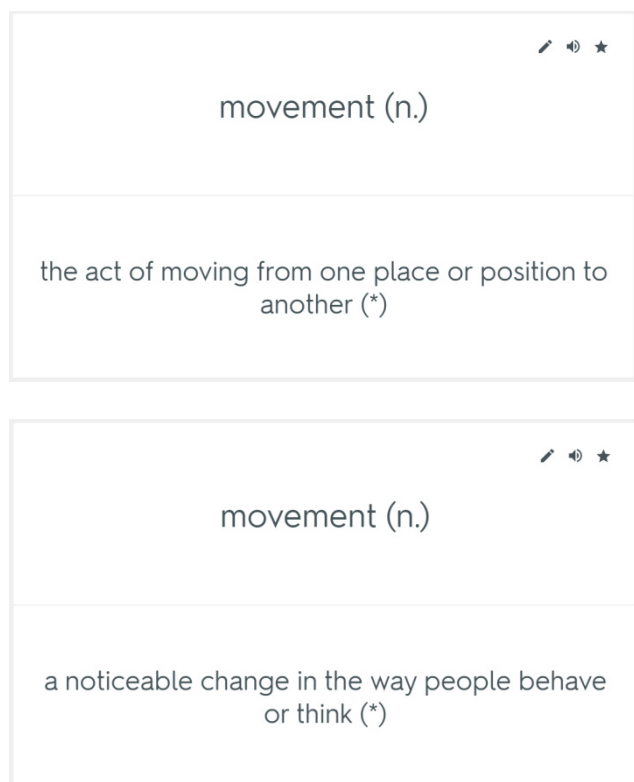 movement (n.)
the act of moving from one place or position to
another (*)
movement (n.)
a noticeable change in the way people behave
or think (*)